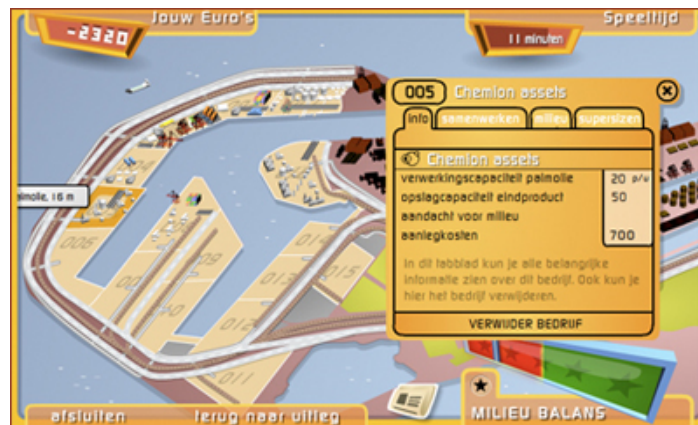 Jouw Euro's
Speeltijd
-2320
11 minuten
005 Chemion assets
info samenwerken milieu supersizen
Chemion assets
verwerkingscapaciteit palmolie 20 p/u
opslagcapaciteit eindproduct 50
aandacht voor milieu
aanlegkosten 700
In dit tabblad kun je alle belangrijke
informatie zien over dit bedrijf. Ook kun je
hier het bedrijf verwijderen.
VERWIJDER BEDRIJF
16 m
006
014
013
015
012
011
MILIEU BALANS
afsluiten
terug naar uitleg